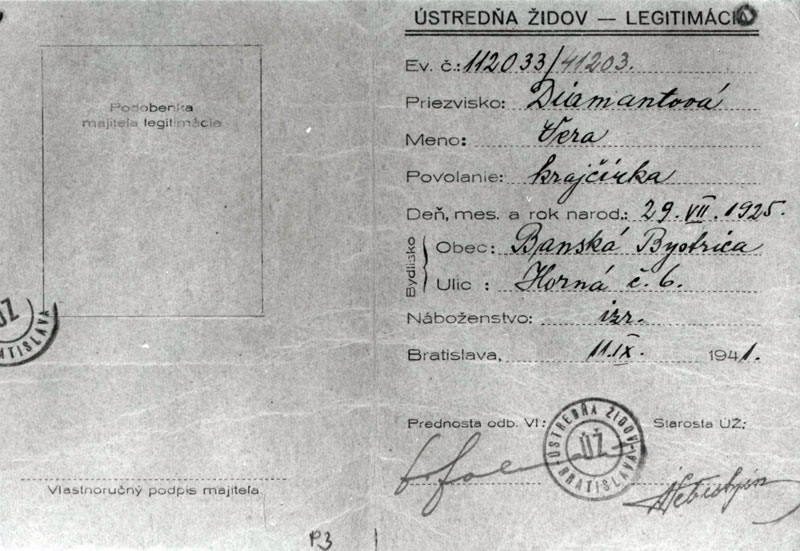 Podobenka
majiteľa legitimácie
ÚŽ
BRATISLAVA
Vlastnoručný podpis majiteľa
ÚSTREDŇA ŽIDOV — LEGITIMÁCIA
Ev. č.: 112033/41203.
Priezvisko: Diamantová
Meno: Vera
Povolanie: krajčírka
Deň, mes. a rok narod.: 29. VII. 1925.
Bydlisko
Obec: Banská Bystrica
Ulic : Horná č. 6.
Náboženstvo: izr.
Bratislava, 11. IX. 1941.
Prednosta odb. VI.: Starosta ÚŽ:
ÚSTREDŇA ŽIDOV
ÚŽ
BRATISLAVA
P3